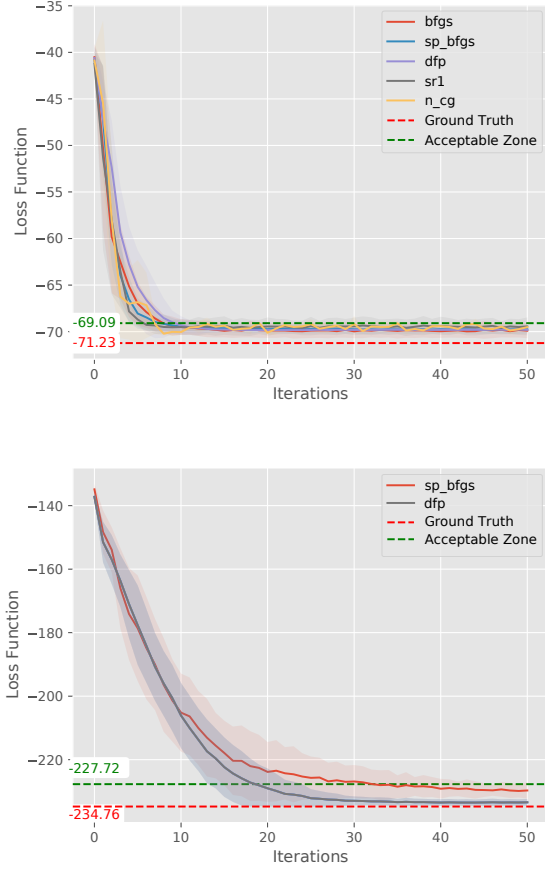 −35
−40
−45
−50
−55
−60
−65
−70
Loss Function
bfgs
sp_bfgs
dfp
sr1
n_cg
Ground Truth
Acceptable Zone
-69.09
-71.23
0 10 20 30 40 50
Iterations
−140
−160
−180
−200
−220
Loss Function
sp_bfgs
dfp
Ground Truth
Acceptable Zone
-227.72
-234.76
0 10 20 30 40 50
Iterations